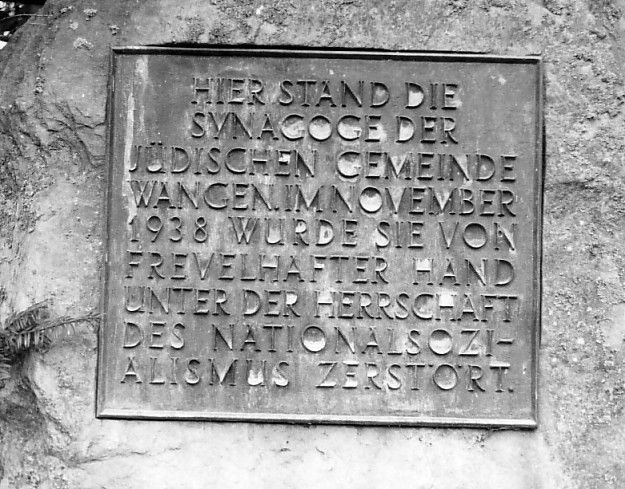 HIER STAND DIE
SYNAGOGE DER
JÜDISCHEN GEMEINDE
WANGEN. IM NOVEMBER
1938 WURDE SIE VON
FREVELHAFTER HAND
UNTER DER HERRSCHAFT
DES NATIONALSOZI-
ALISMUS ZERSTÖRT.